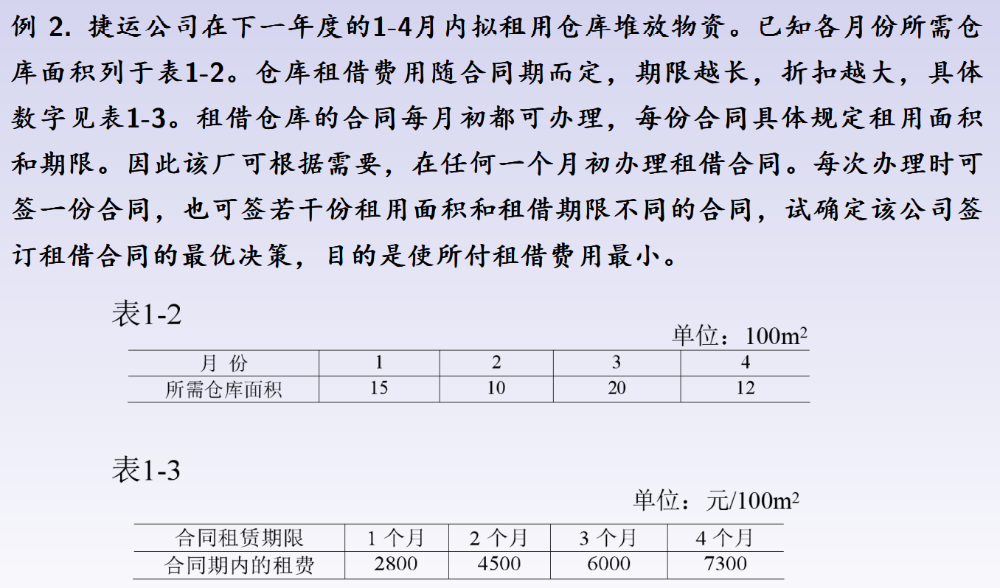 例 2. 捷运公司在下一年度的1-4月内拟租用仓库堆放物资。已知各月份所需仓
库面积列于表1-2。仓库租借费用随合同期而定，期限越长，折扣越大，具体
数字见表1-3。租借仓库的合同每月初都可办理，每份合同具体规定租用面积
和期限。因此该厂可根据需要，在任何一个月初办理租借合同。每次办理时可
签一份合同，也可签若干份租用面积和租借期限不同的合同，试确定该公司签
订租借合同的最优决策，目的是使所付租借费用最小。
表1-2
单位：100m²
月 份 1 2 3 4
所需仓库面积 15 10 20 12
表1-3
单位：元/100m²
合同租赁期限 1个月 2个月 3个月 4个月
合同期内的租费 2800 4500 6000 7300